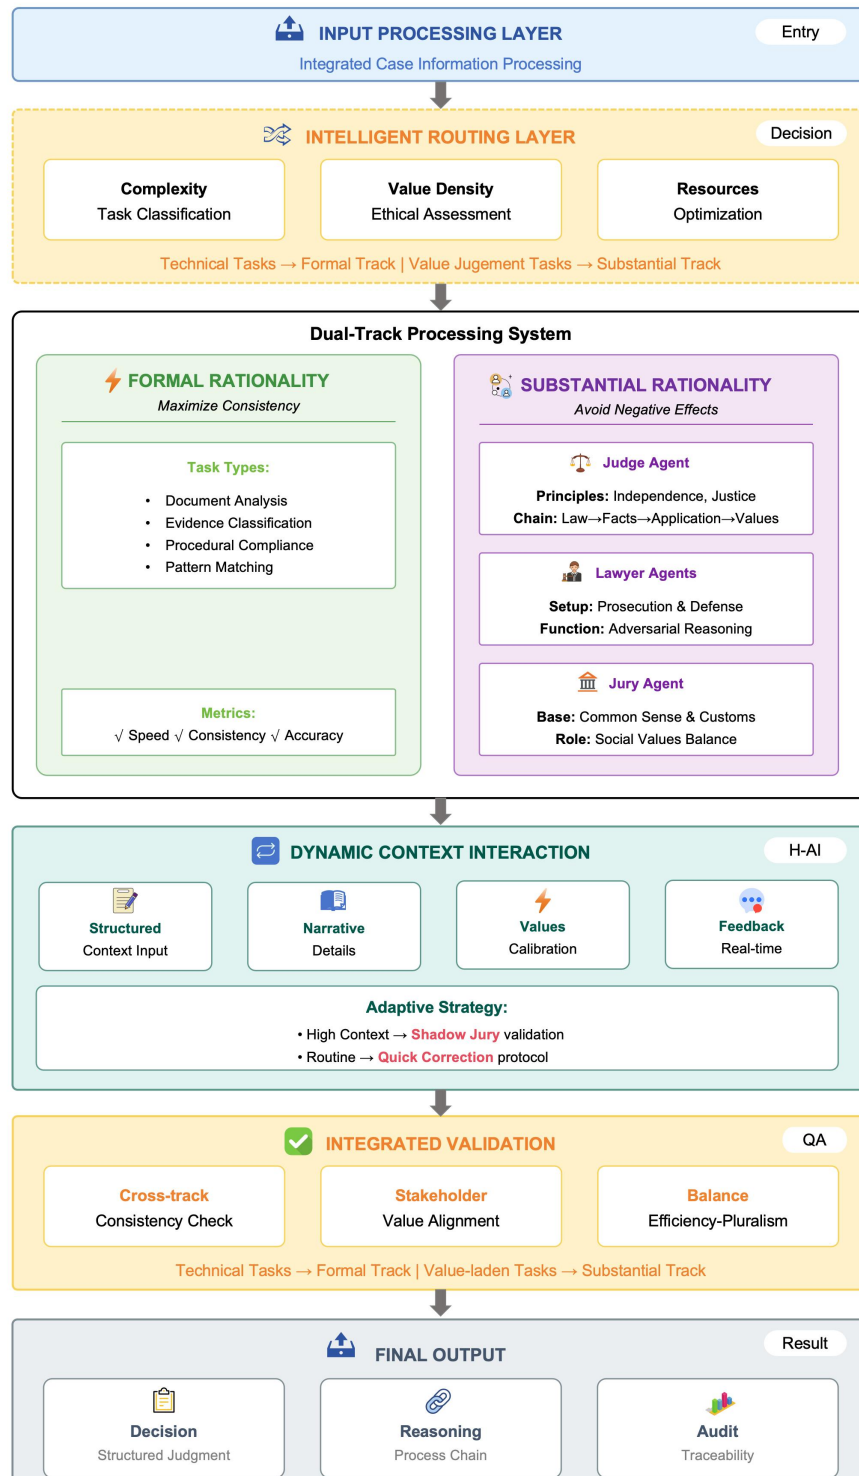 INPUT PROCESSING LAYER
Entry
Integrated Case Information Processing
INTELLIGENT ROUTING LAYER
Decision
Complexity
Task Classification
Value Density
Ethical Assessment
Resources
Optimization
Technical Tasks → Formal Track | Value Jugement Tasks → Substantial Track
Dual-Track Processing System
FORMAL RATIONALITY
Maximize Consistency
Task Types:
• Document Analysis
• Evidence Classification
• Procedural Compliance
• Pattern Matching
Metrics:
√ Speed √ Consistency √ Accuracy
SUBSTANTIAL RATIONALITY
Avoid Negative Effects
Judge Agent
Principles: Independence, Justice
Chain: Law→Facts→Application→Values
Lawyer Agents
Setup: Prosecution & Defense
Function: Adversarial Reasoning
Jury Agent
Base: Common Sense & Customs
Role: Social Values Balance
DYNAMIC CONTEXT INTERACTION
H-AI
Structured
Context Input
Narrative
Details
Values
Calibration
Feedback
Real-time
Adaptive Strategy:
• High Context → Shadow Jury validation
• Routine → Quick Correction protocol
INTEGRATED VALIDATION
QA
Cross-track
Consistency Check
Stakeholder
Value Alignment
Balance
Efficiency-Pluralism
Technical Tasks → Formal Track | Value-laden Tasks → Substantial Track
FINAL OUTPUT
Result
Decision
Structured Judgment
Reasoning
Process Chain
Audit
Traceability